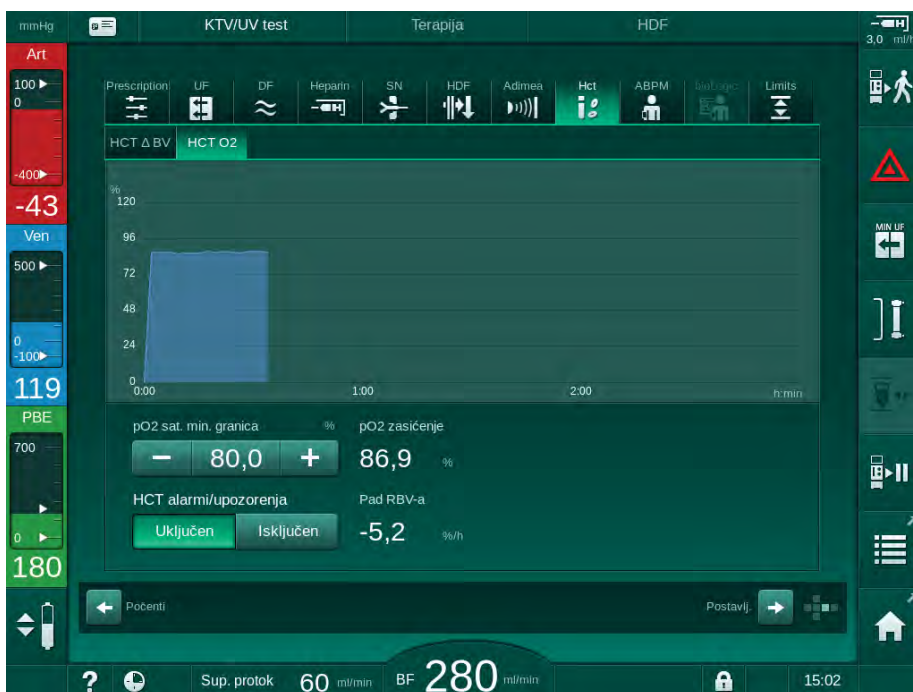 mmHg
KTV/UV test
Terapija
HDF
3,0 ml/h
Art
100
0
-400
-43
Ven
500
0
-100
119
PBE
700
0
180
Prescription
UF
DF
Heparin
SN
HDF
Adimea
Hct
ABPM
bioLogic
Limits
HCT Δ BV
HCT O2
%
120
96
72
48
24
0
0:00
1:00
2:00
h:min
pO2 sat. min. granica %
80,0
pO2 zasićenje
86,9 %
HCT alarmi/upozorenja
Uključen
Isključen
Pad RBV-a
-5,2 %/h
MIN UF
Počenti
Postavlj.
?
Sup. protok 60 ml/min
BF 280 ml/min
15:02